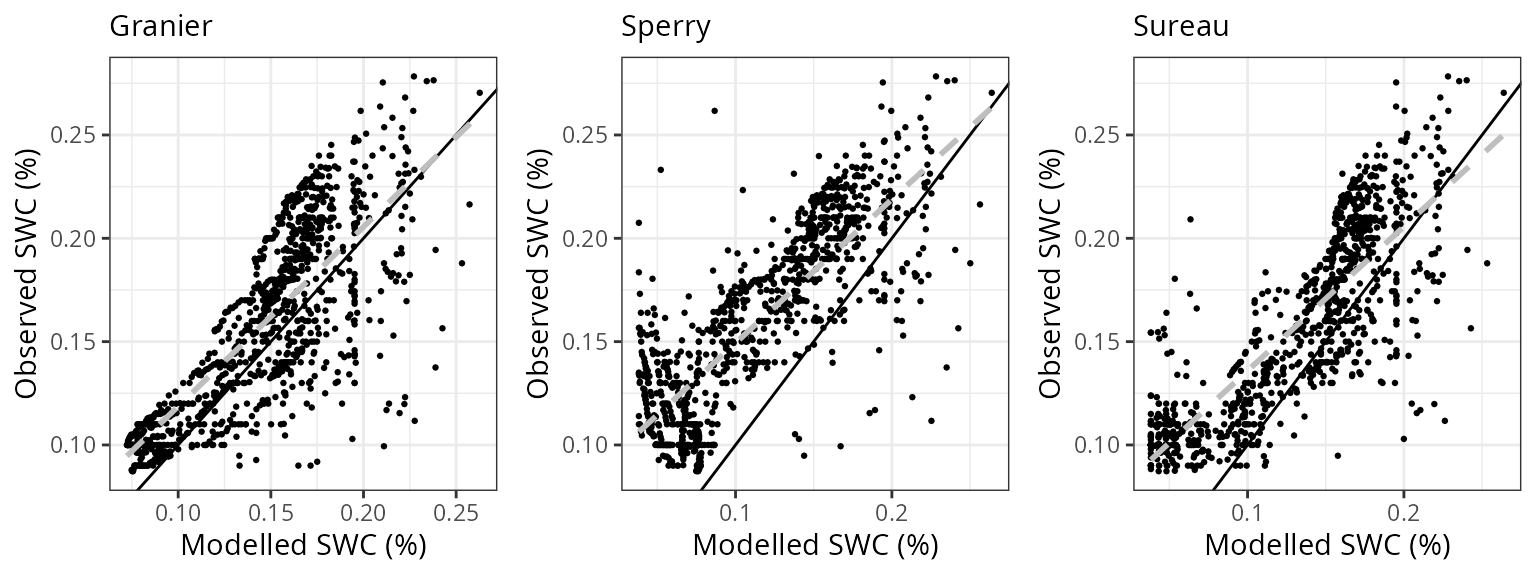 Granier
Sperry
Sureau
Observed SWC (%)
0.25
0.20
0.15
0.10
0.10 0.15 0.20 0.25
Modelled SWC (%)
Observed SWC (%)
0.25
0.20
0.15
0.10
0.1 0.2
Modelled SWC (%)
Observed SWC (%)
0.25
0.20
0.15
0.10
0.1 0.2
Modelled SWC (%)